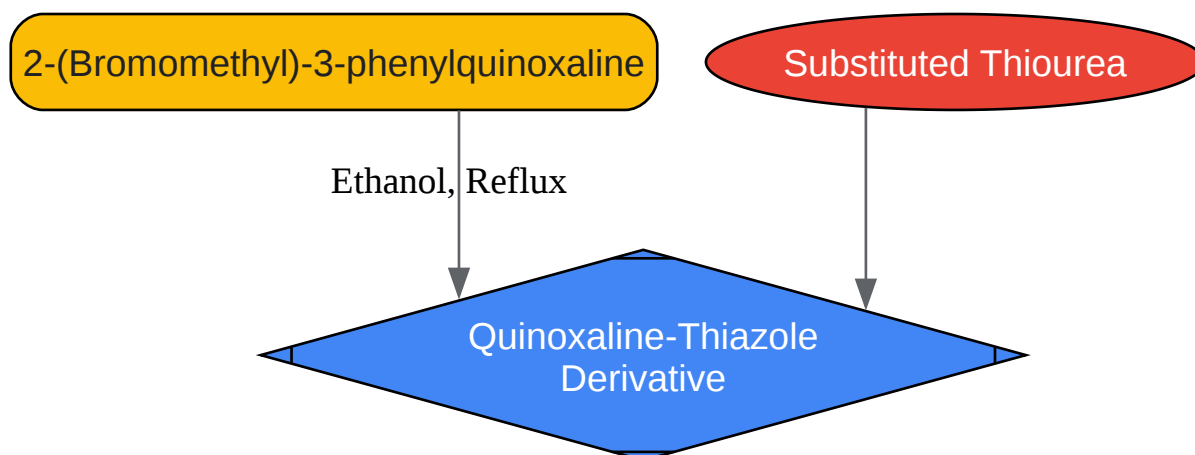 2-(Bromomethyl)-3-phenylquinoxaline
Substituted Thiourea
Ethanol, Reflux
Quinoxaline-Thiazole
Derivative